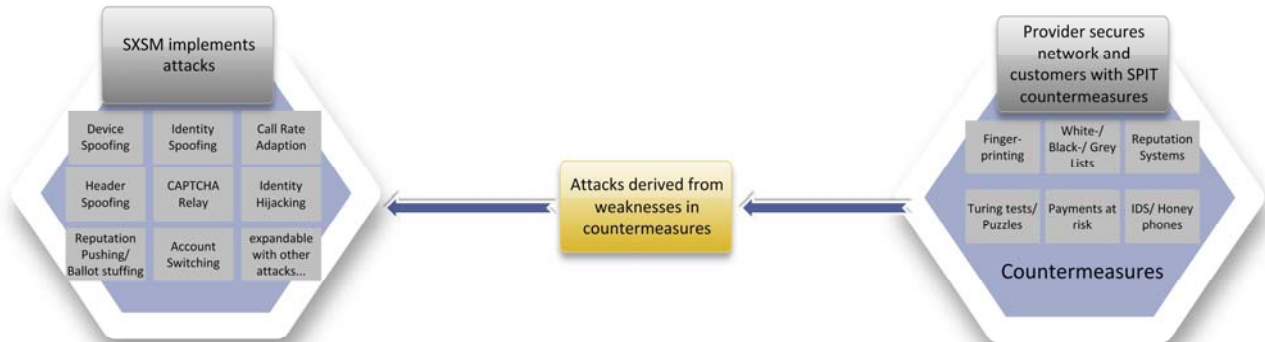 SXSM implements
attacks
Device
Spoofing
Identity
Spoofing
Call Rate
Adaption
Header
Spoofing
CAPTCHA
Relay
Identity
Hijacking
Reputation
Pushing/
Ballot stuffing
Account
Switching
expandable
with other
attacks...
Attacks derived from
weaknesses in
countermeasures
Provider secures
network and
customers with SPIT
countermeasures
Finger-
printing
White-/
Black-/ Grey
Lists
Reputation
Systems
Turing tests/
Puzzles
Payments at
risk
IDS/ Honey
phones
Countermeasures